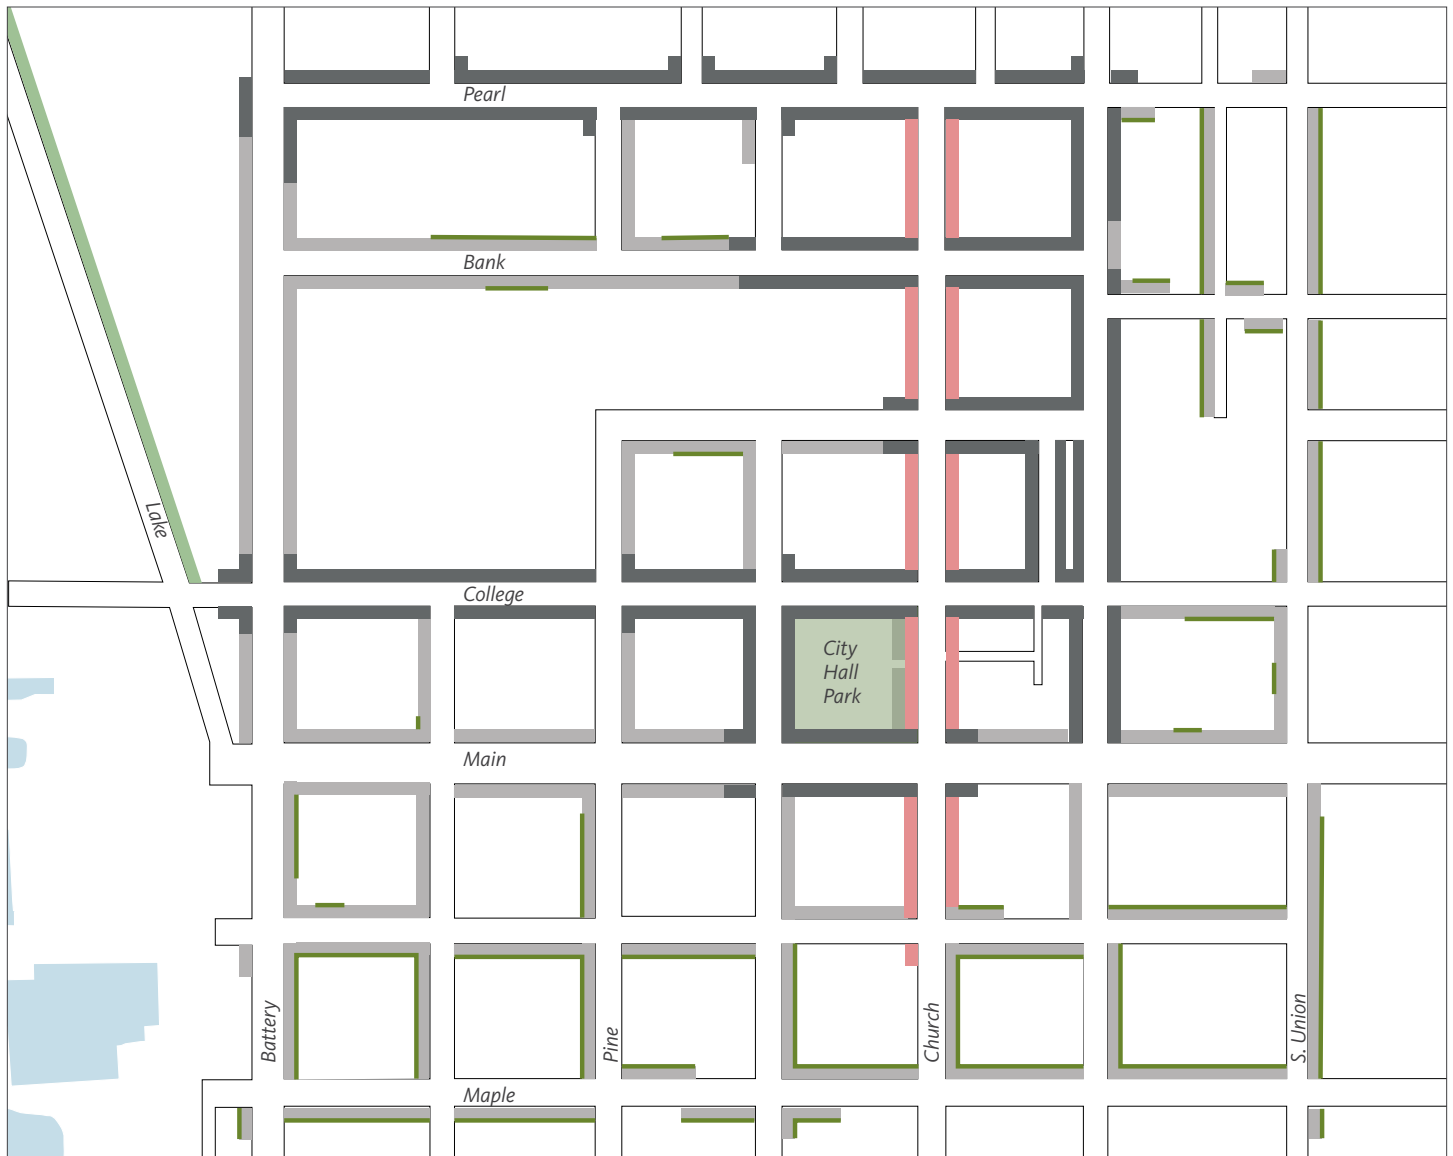 Pearl
Bank
Lake
College
City
Hall
Park
Main
Battery
Pine
Church
S. Union
Maple